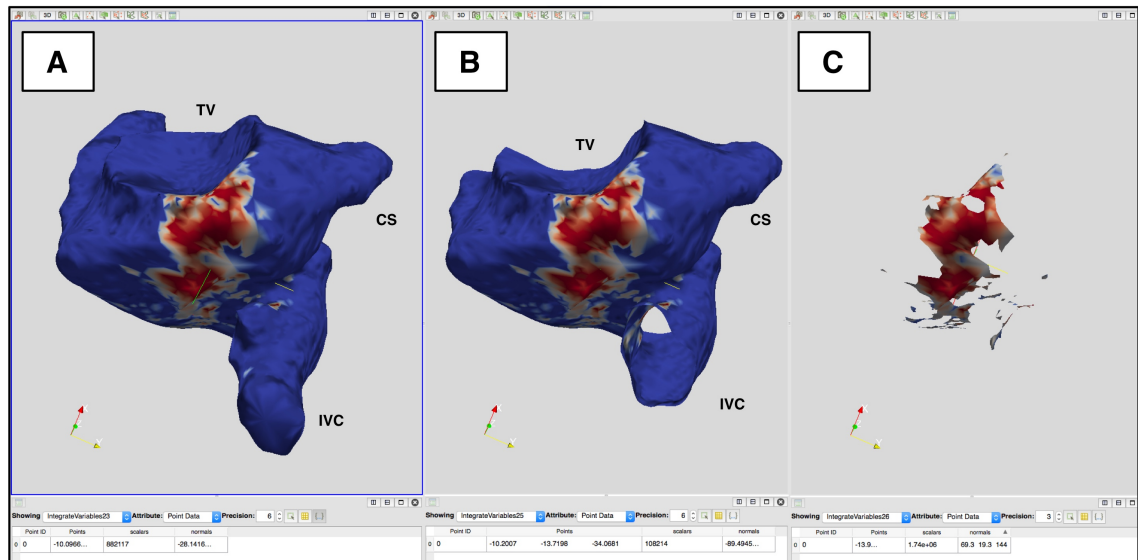 3D
3D
3D
A
B
C
TV
TV
CS
CS
IVC
IVC
X
Y
X
Y
X
Y
Showing IntegrateVariables23 Attribute: Point Data Precision: 6
Point ID Points scalars normals
0 0 -10.0966... 882117 -28.1416...
Showing IntegrateVariables25 Attribute: Point Data Precision: 6
Point ID Points scalars normals
0 0 -10.2007 -13.7198 -34.0681 108214 -89.4945...
Showing IntegrateVariables26 Attribute: Point Data Precision: 3
Point ID Points scalars normals
0 0 -13.9... 1.74e+06 69.3 19.3 144